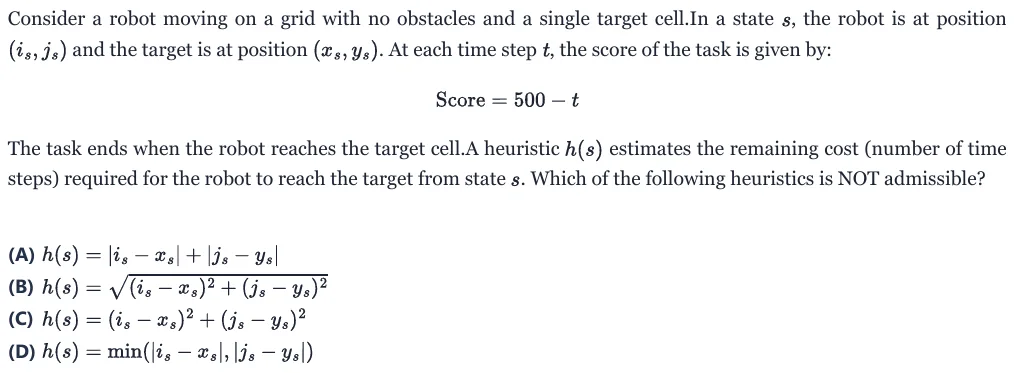 Consider a robot moving on a grid with no obstacles and a single target cell.In a state s, the robot is at position
(i_s, j_s) and the target is at position (x_s, y_s). At each time step t, the score of the task is given by:
Score = 500 − t
The task ends when the robot reaches the target cell.A heuristic h(s) estimates the remaining cost (number of time
steps) required for the robot to reach the target from state s. Which of the following heuristics is NOT admissible?
(A) h(s) = |i_s − x_s| + |j_s − y_s|
(B) h(s) = √((i_s − x_s)² + (j_s − y_s)²)
(C) h(s) = (i_s − x_s)² + (j_s − y_s)²
(D) h(s) = min(|i_s − x_s|, |j_s − y_s|)